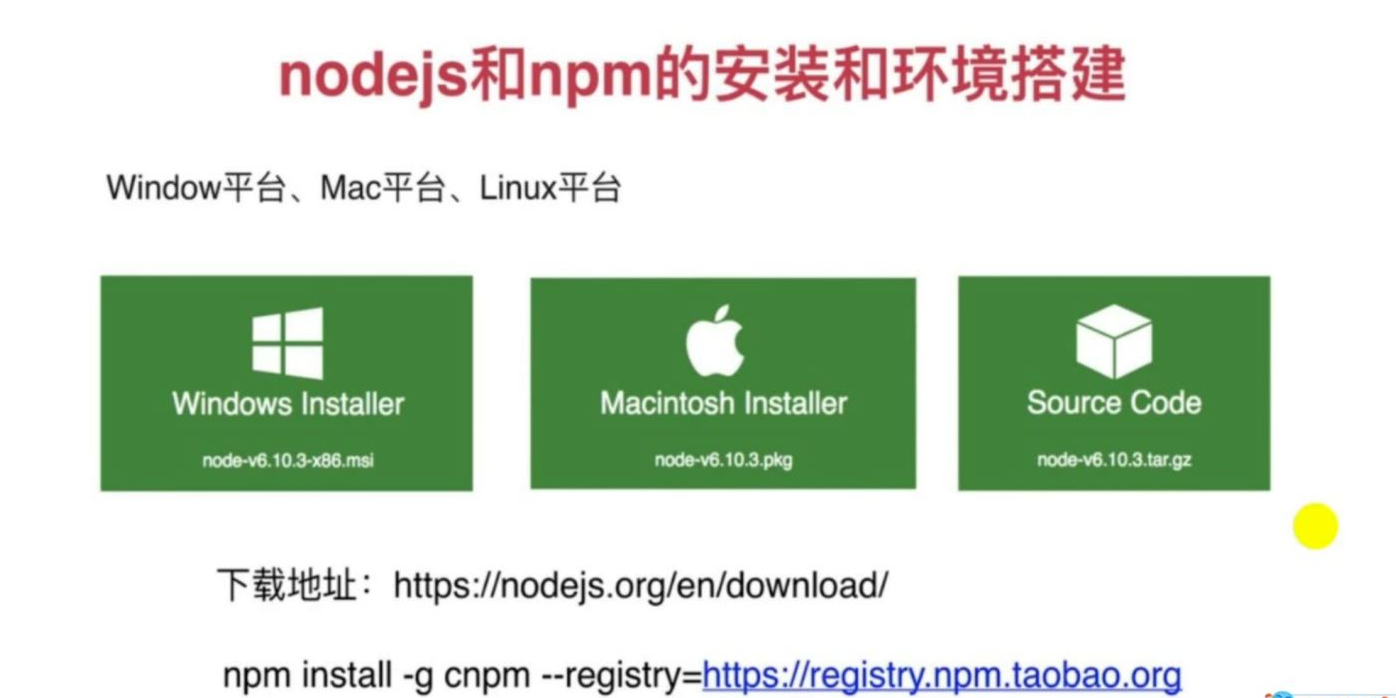 nodejs和npm的安装和环境搭建
Window平台、Mac平台、Linux平台
Windows Installer
node-v6.10.3-x86.msi
Macintosh Installer
node-v6.10.3.pkg
Source Code
node-v6.10.3.tar.gz
下载地址：https://nodejs.org/en/download/
npm install -g cnpm --registry=https://registry.npm.taobao.org